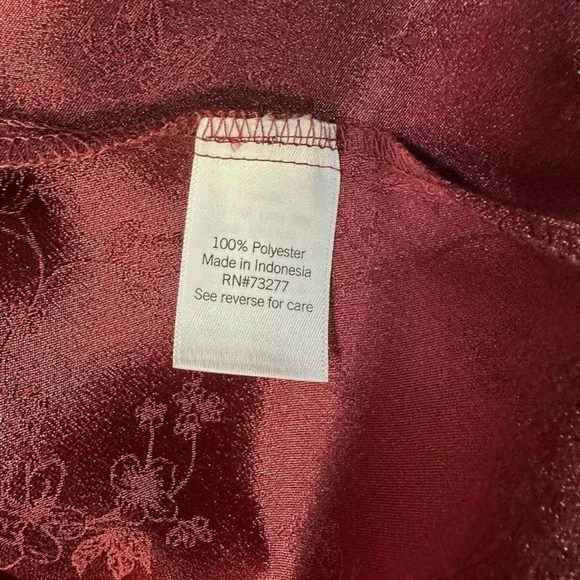 100% Polyester
Made in Indonesia
RN#73277
See reverse for care